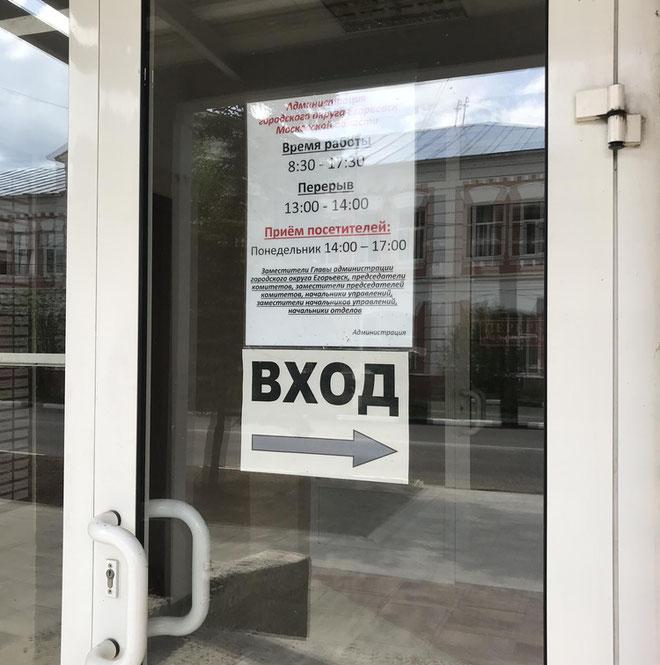 Администрация
городского округа Егорьевск
Московской области
Время работы
8:30 - 17:30
Перерыв
13:00 - 14:00
Приём посетителей:
Понедельник 14:00 – 17:00
Заместители Главы администрации
городского округа Егорьевск, председатели
комитетов, заместители председателей
комитетов, начальники управлений,
заместители начальников управлений,
начальники отделов
Администрация
ВХОД